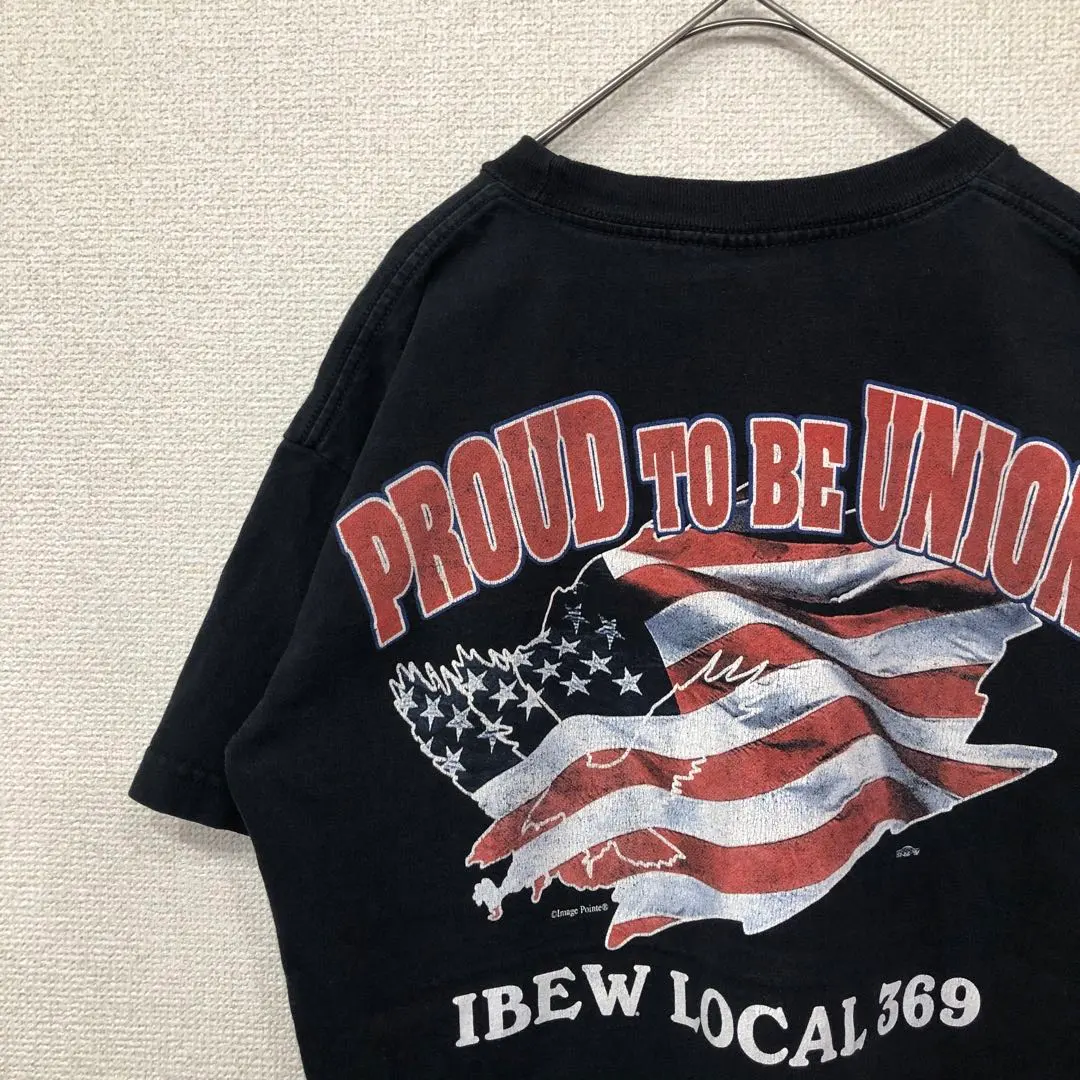 PROUD TO BE UNION
©Image Pointe®
IBEW LOCAL 369